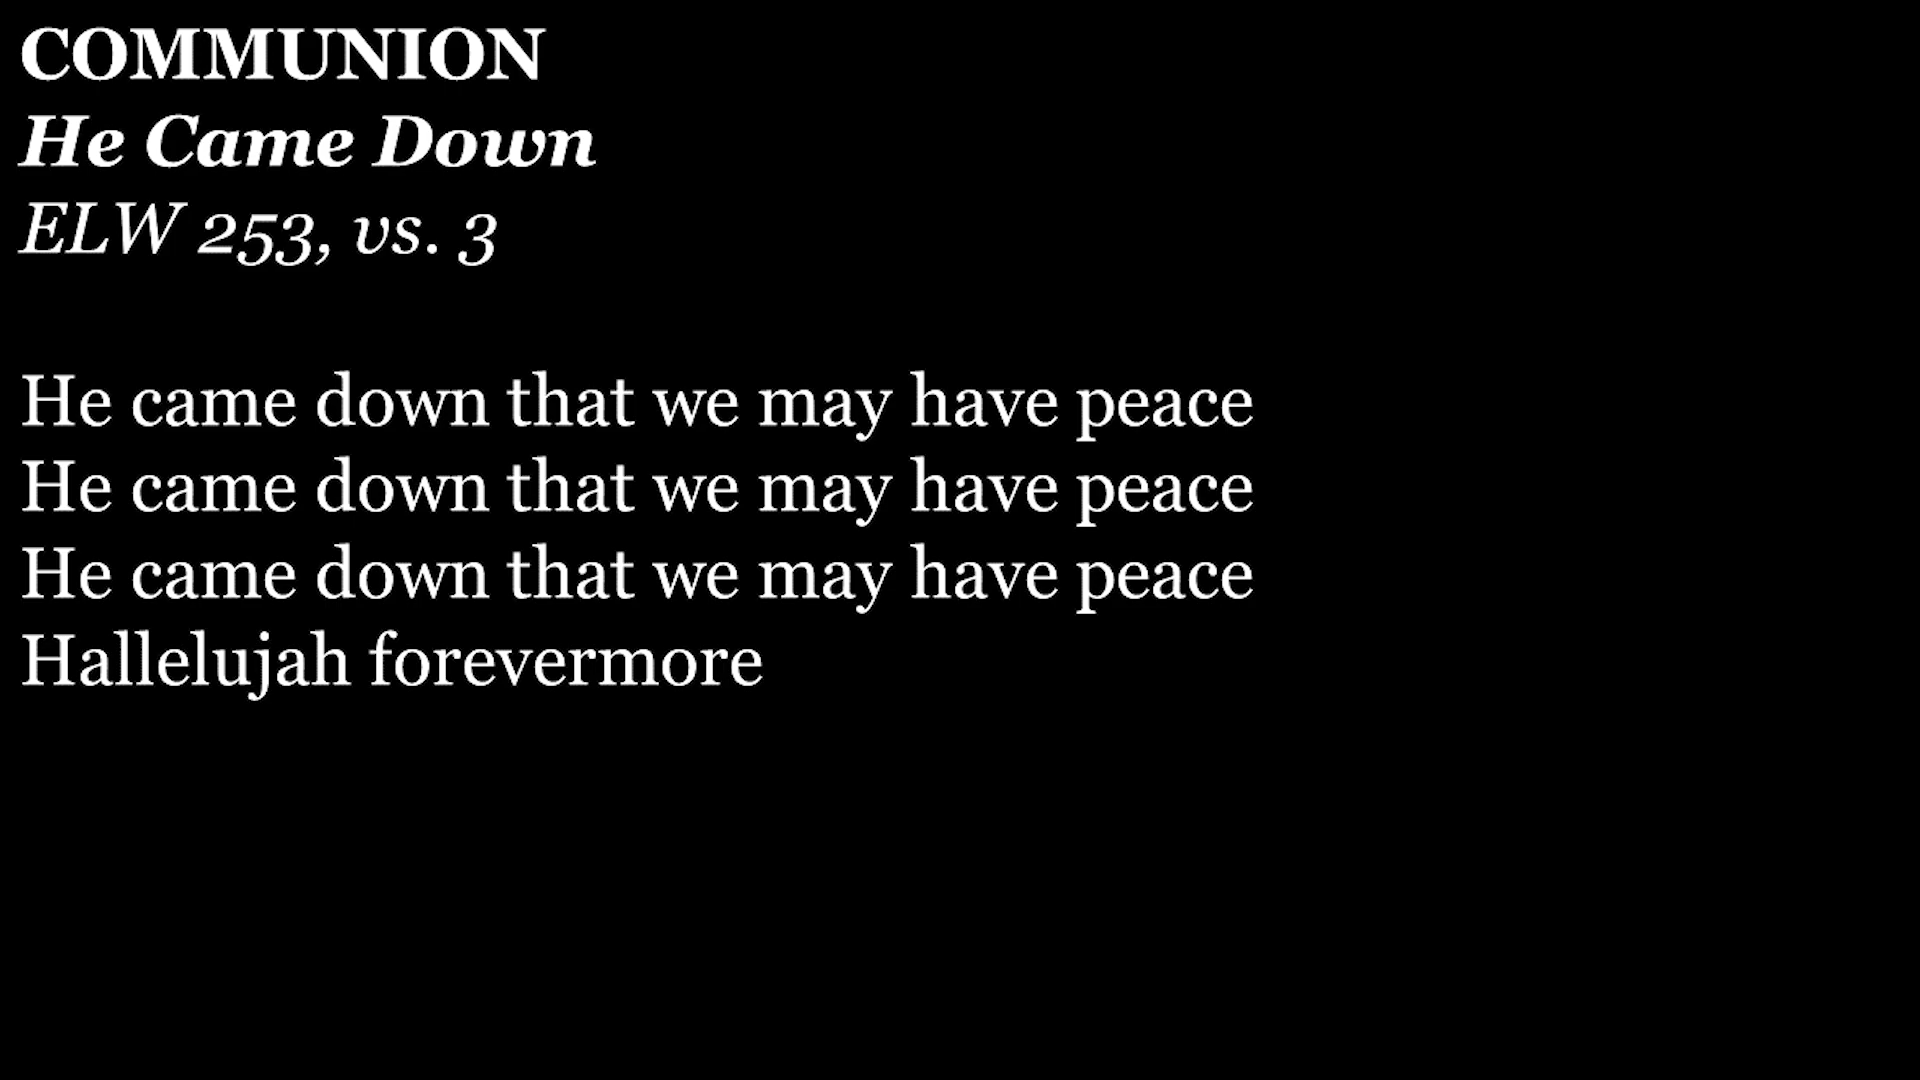 COMMUNION
He Came Down
ELW 253, vs. 3
He came down that we may have peace
He came down that we may have peace
He came down that we may have peace
Hallelujah forevermore